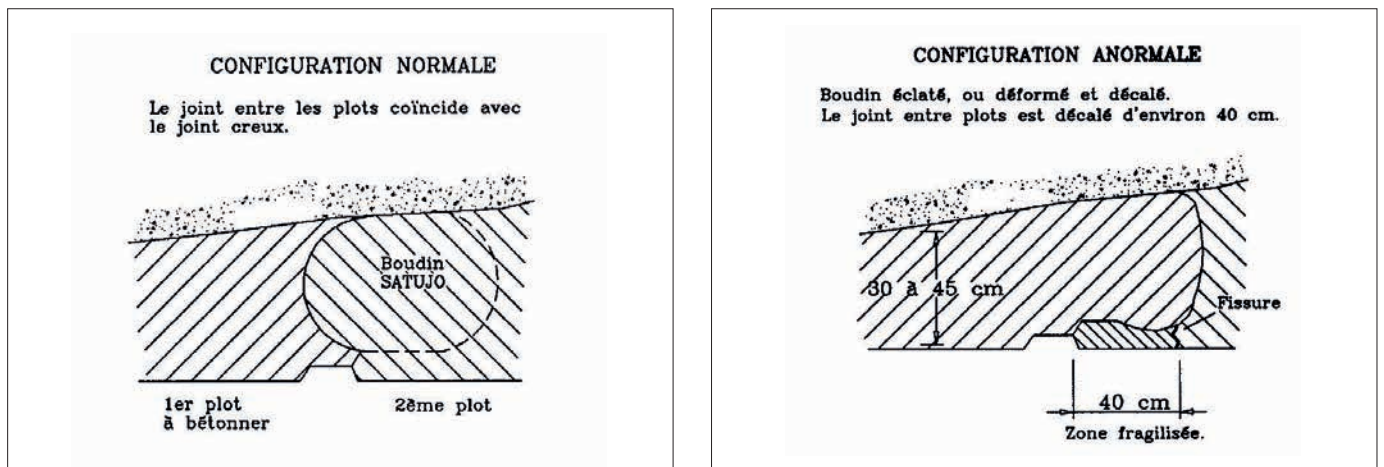 CONFIGURATION NORMALE
Le joint entre les plots coïncide avec
le joint creux.
Boudin
SATUJO
1er plot
à bétonner
2ème plot
CONFIGURATION ANORMALE
Boudin éclaté, ou déformé et décalé.
Le joint entre plots est décalé d'environ 40 cm.
30 à 45 cm
Fissure
40 cm
Zone fragilisée.